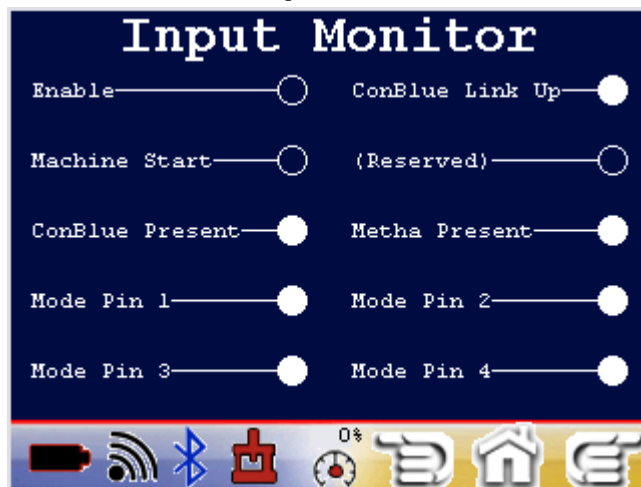 Input Monitor
Enable ConBlue Link Up
Machine Start (Reserved)
ConBlue Present Metha Present
Mode Pin 1 Mode Pin 2
Mode Pin 3 Mode Pin 4
0%